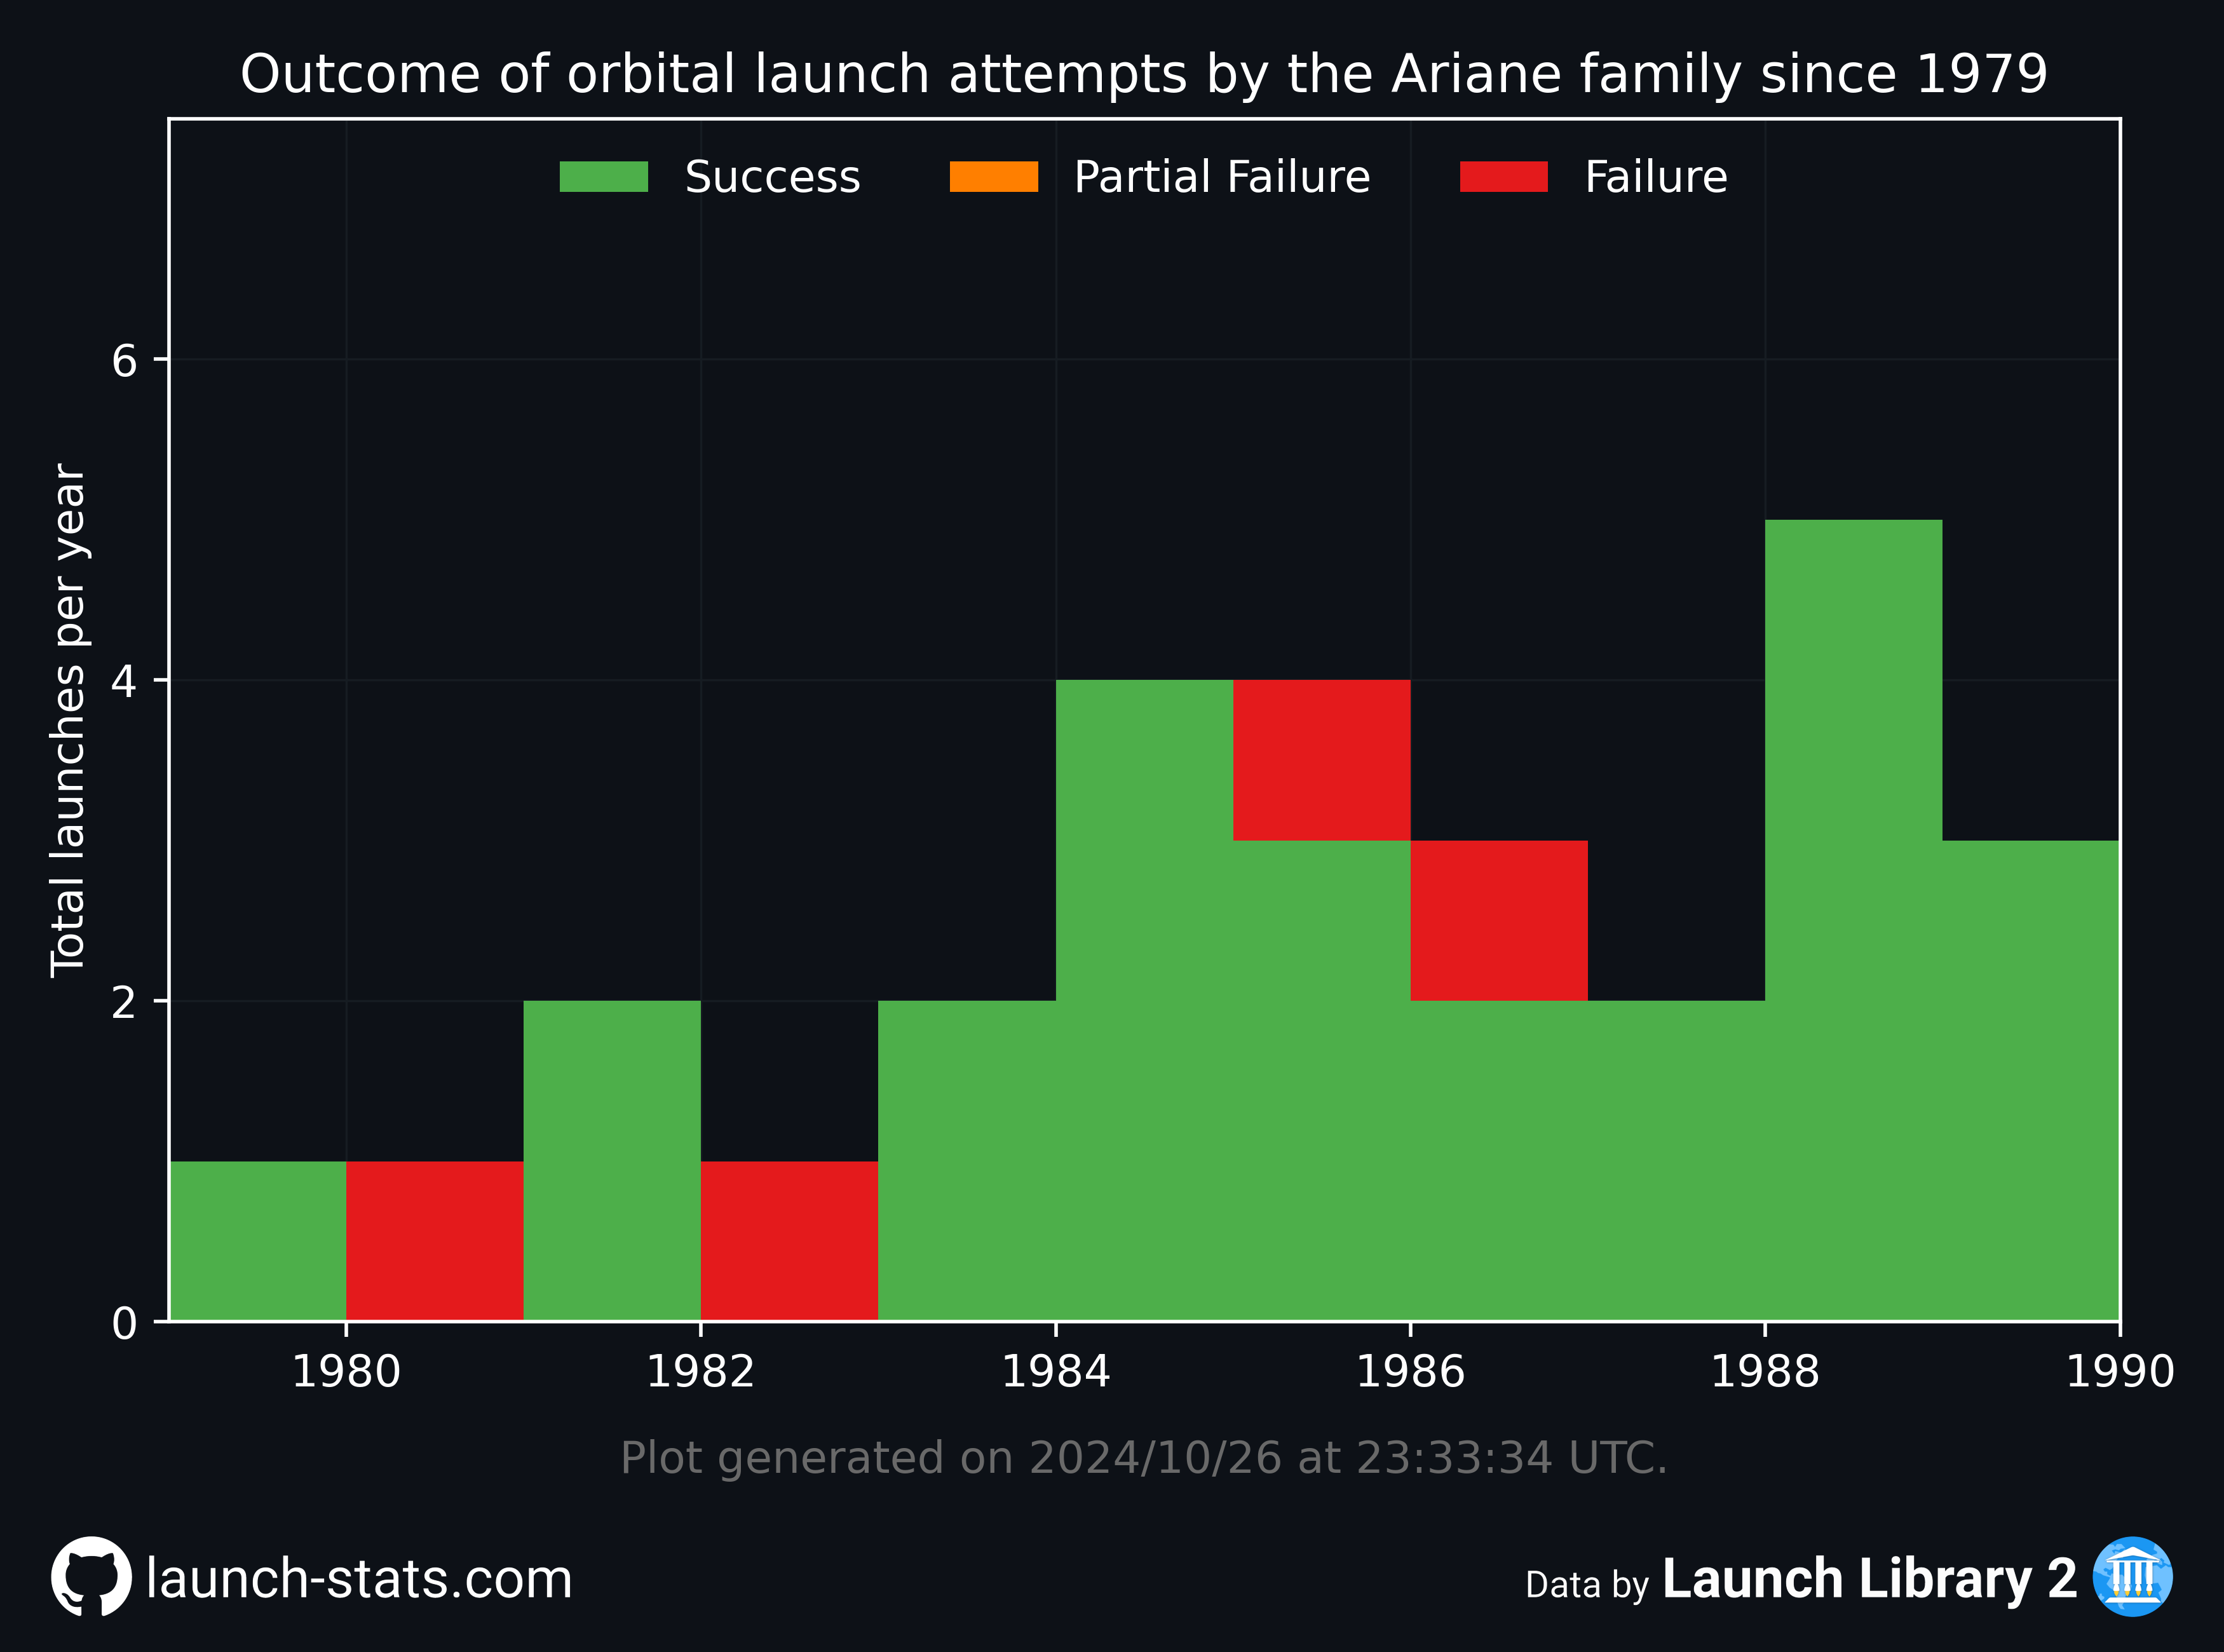 Outcome of orbital launch attempts by the Ariane family since 1979
Success Partial Failure Failure
Total launches per year
6
4
2
0
1980 1982 1984 1986 1988 1990
Plot generated on 2024/10/26 at 23:33:34 UTC.
launch-stats.com
Data by Launch Library 2